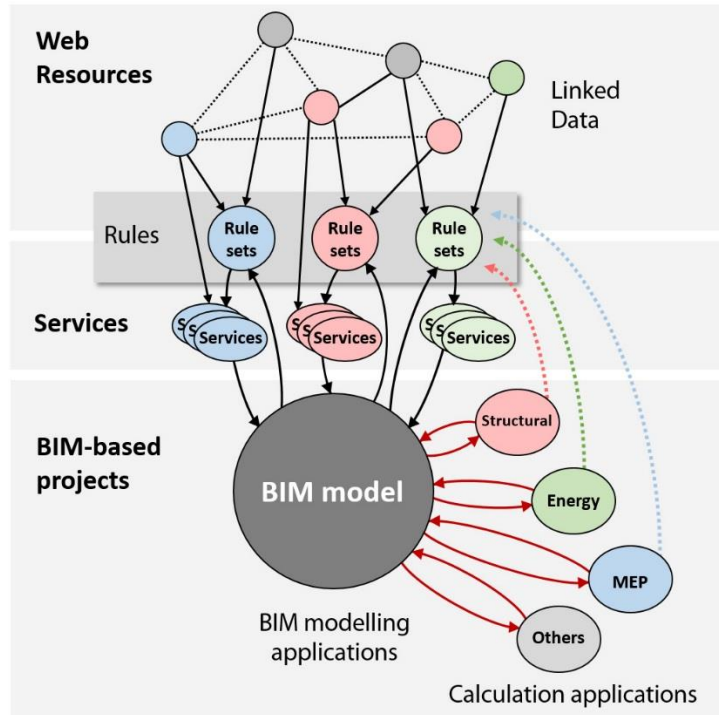 Web
Resources
Linked
Data
Rules
Rule
sets
Rule
sets
Rule
sets
Services
S
S
Services
S
S
Services
S
S
Services
BIM-based
projects
BIM model
Structural
Energy
MEP
Others
BIM modelling
applications
Calculation applications